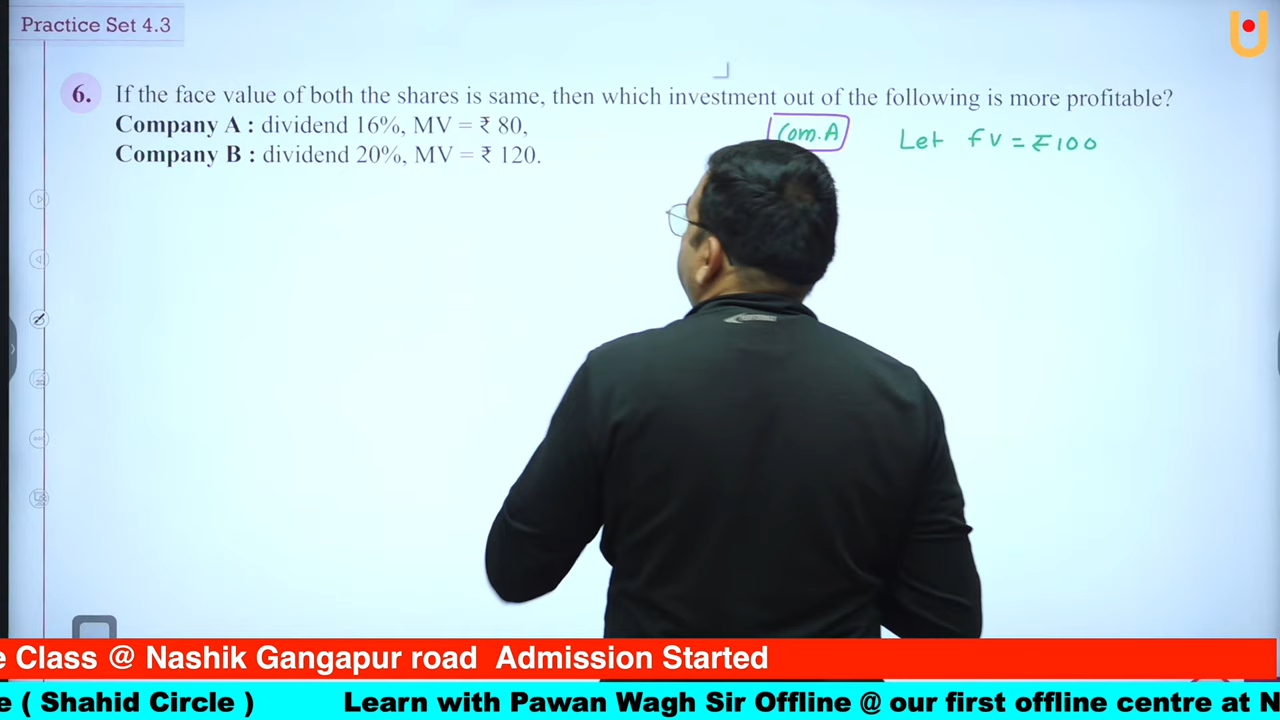 Practice Set 4.3
6. If the face value of both the shares is same, then which investment out of the following is more profitable?
Company A : dividend 16%, MV = ₹ 80,
Company B : dividend 20%, MV = ₹ 120.
Com.A
Let FV = ₹100
e Class @ Nashik Gangapur road Admission Started
e ( Shahid Circle ) Learn with Pawan Wagh Sir Offline @ our first offline centre at N